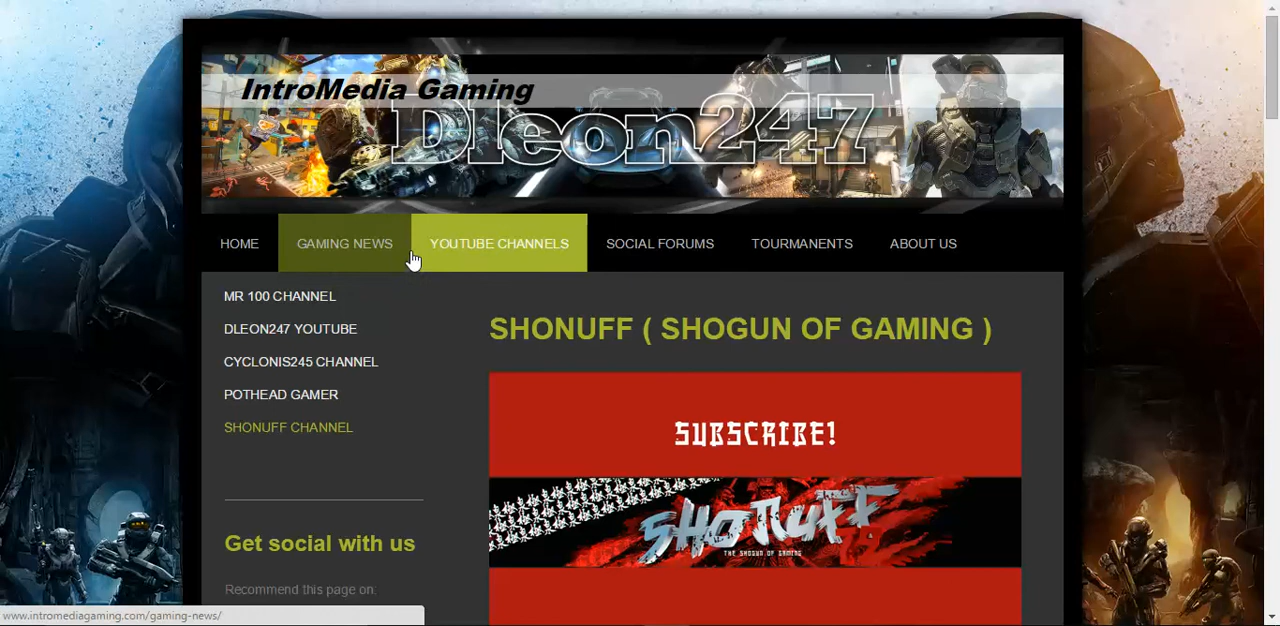 IntroMedia Gaming
Dleon247
HOME GAMING NEWS YOUTUBE CHANNELS SOCIAL FORUMS TOURMANENTS ABOUT US
MR 100 CHANNEL
DLEON247 YOUTUBE
CYCLONIS245 CHANNEL
POTHEAD GAMER
SHONUFF CHANNEL
Get social with us
Recommend this page on:
SHONUFF ( SHOGUN OF GAMING )
SUBSCRIBE!
SHONUFF
THE SHOGUN OF GAMING
www.intromediagaming.com/gaming-news/